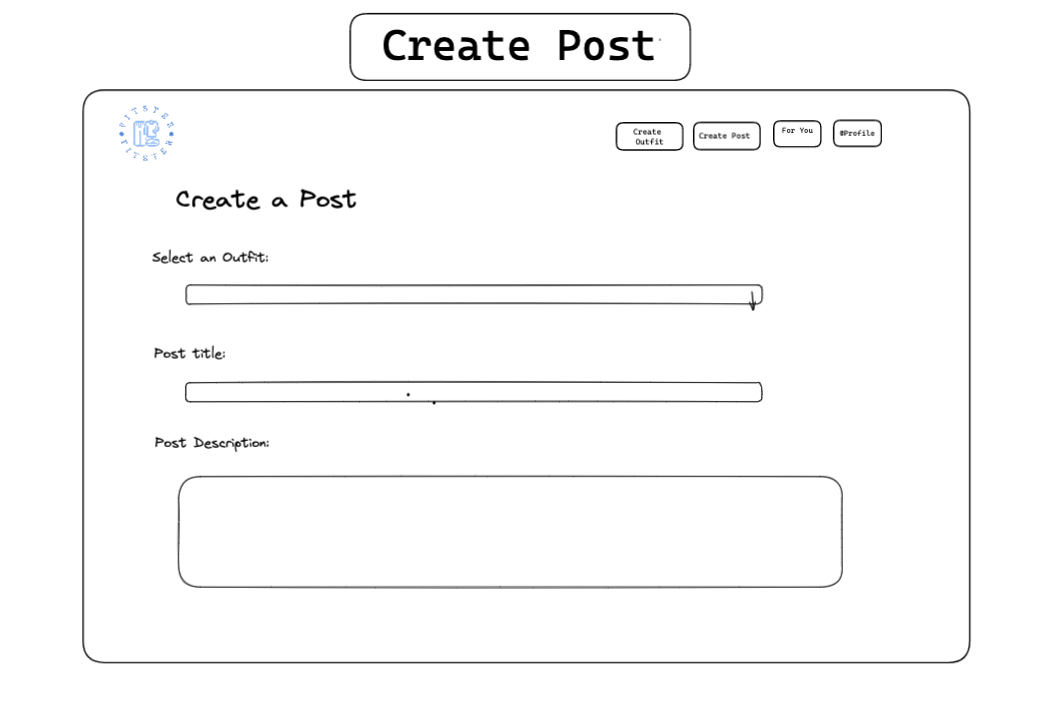 Create Post
FITSTER
FITSTER
Create
Outfit
Create Post
For You
@Profile
Create a Post
Select an Outfit:
Post title:
Post Description: